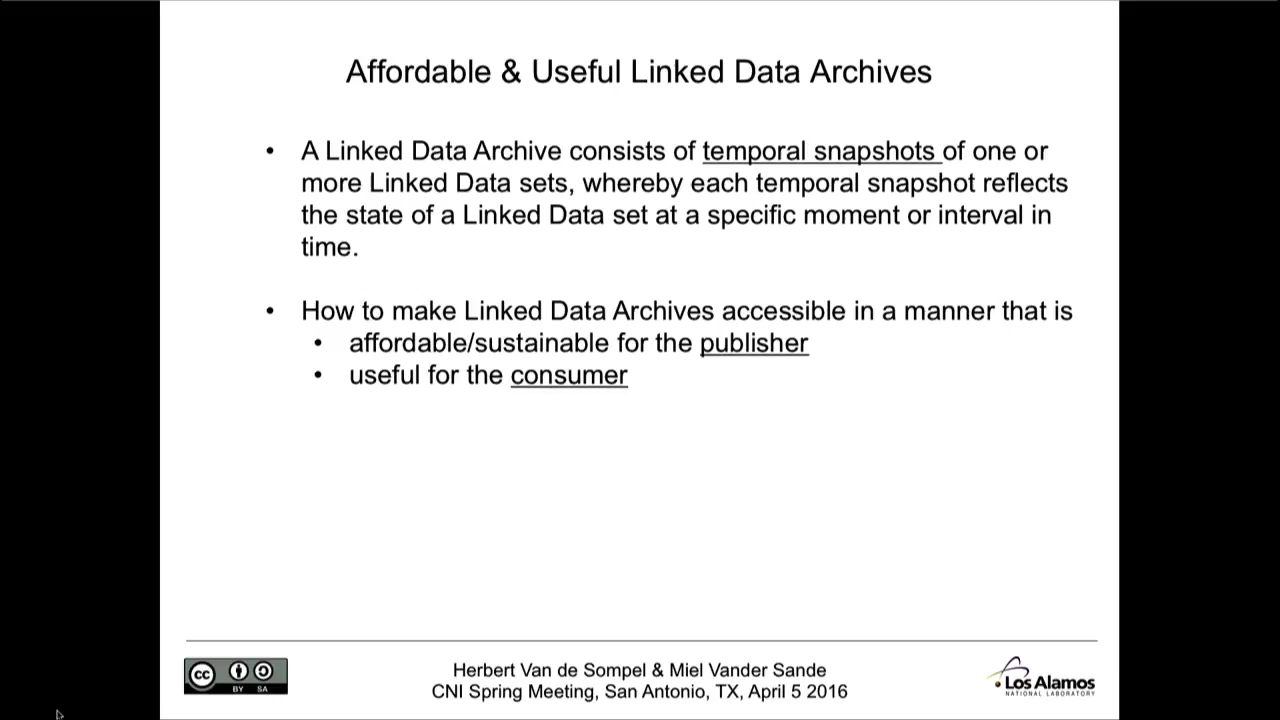 Affordable & Useful Linked Data Archives
• A Linked Data Archive consists of temporal snapshots of one or
more Linked Data sets, whereby each temporal snapshot reflects
the state of a Linked Data set at a specific moment or interval in
time.
• How to make Linked Data Archives accessible in a manner that is
• affordable/sustainable for the publisher
• useful for the consumer
cc
BY SA
Herbert Van de Sompel & Miel Vander Sande
CNI Spring Meeting, San Antonio, TX, April 5 2016
Los Alamos
NATIONAL LABORATORY